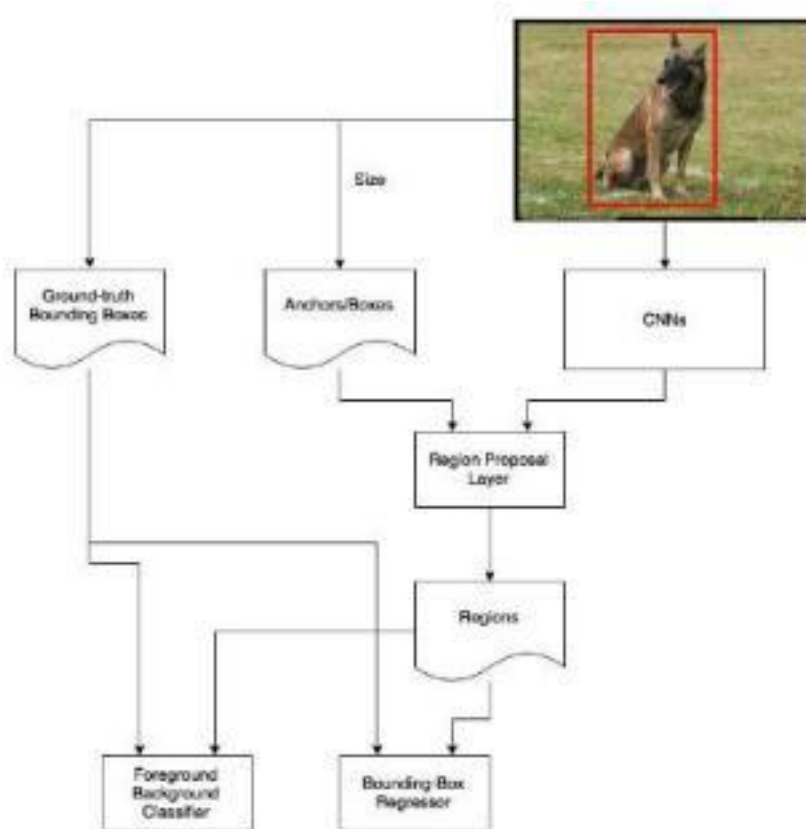 Size
Ground-truth
Bounding Boxes
Anchors/Boxes
CNNs
Region Proposal
Layer
Regions
Foreground
Background
Classifier
Bounding-Box
Regressor